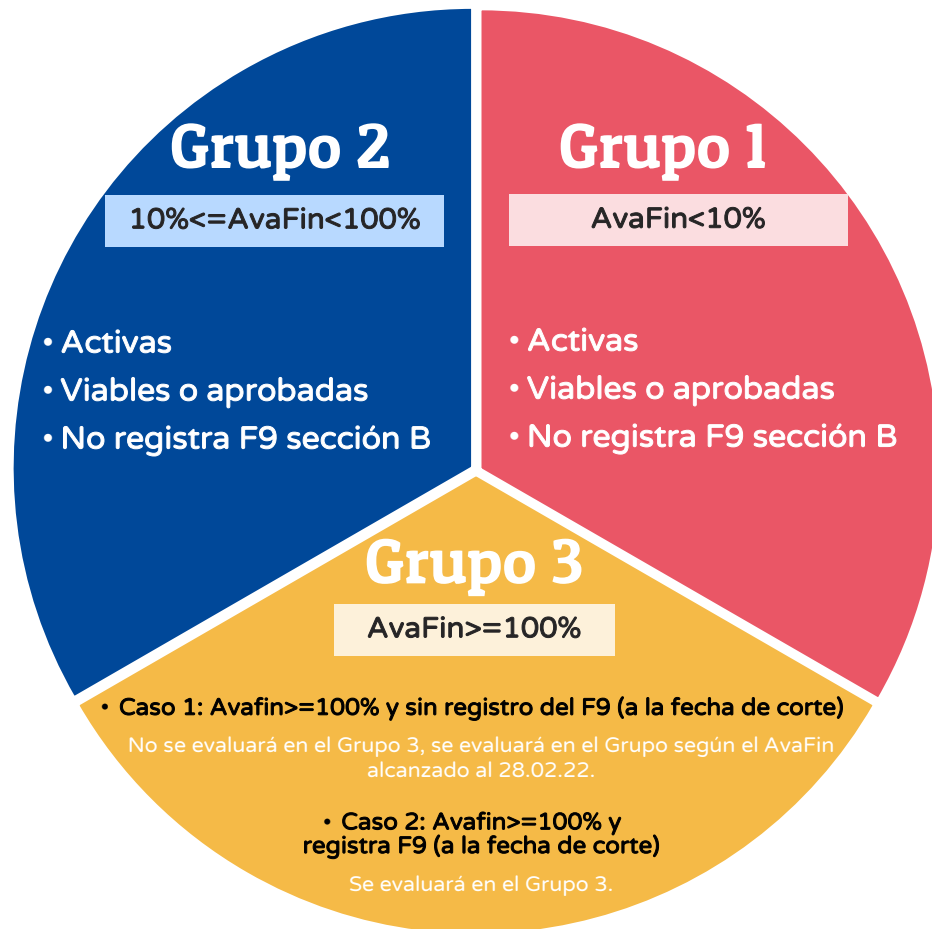 Grupo 2
10%<=AvaFin<100%
• Activas
• Viables o aprobadas
• No registra F9 sección B
Grupo 1
AvaFin<10%
• Activas
• Viables o aprobadas
• No registra F9 sección B
Grupo 3
AvaFin>=100%
• Caso 1: Avafin>=100% y sin registro del F9 (a la fecha de corte)
No se evaluará en el Grupo 3, se evaluará en el Grupo según el AvaFin
alcanzado al 28.02.22.
• Caso 2: Avafin>=100% y
registra F9 (a la fecha de corte)
Se evaluará en el Grupo 3.